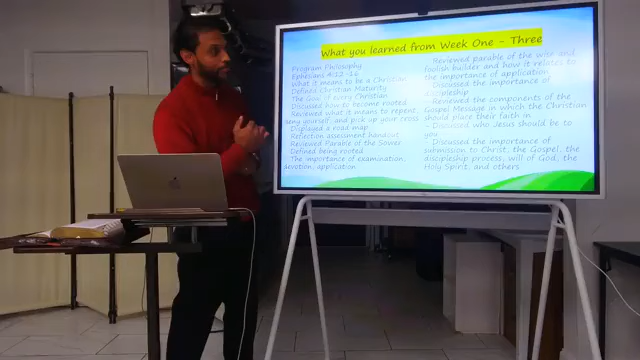 What you learned from Week One - Three
Program Philosophy
Ephesians 4:12-16
What it means to be a Christian
Defined Christian Maturity
The Goal of every Christian
Discussed how to become rooted
Reviewed what it means to repent,
deny yourself, and pick up your cross
Displayed a road map
Reflection assessment handout
Reviewed Parable of the Sower
Defined being rooted
The importance of examination,
devotion, application
- Reviewed parable of the wise and
foolish builder and how it relates to
the importance of application
- Discussed the importance of
discipleship
- Reviewed the components of the
Gospel Message in which the Christian
should place their faith in
- Discussed who Jesus should be to
you
- Discussed the importance of
submission to Christ, the Gospel, the
discipleship process, will of God, the
Holy Spirit, and others